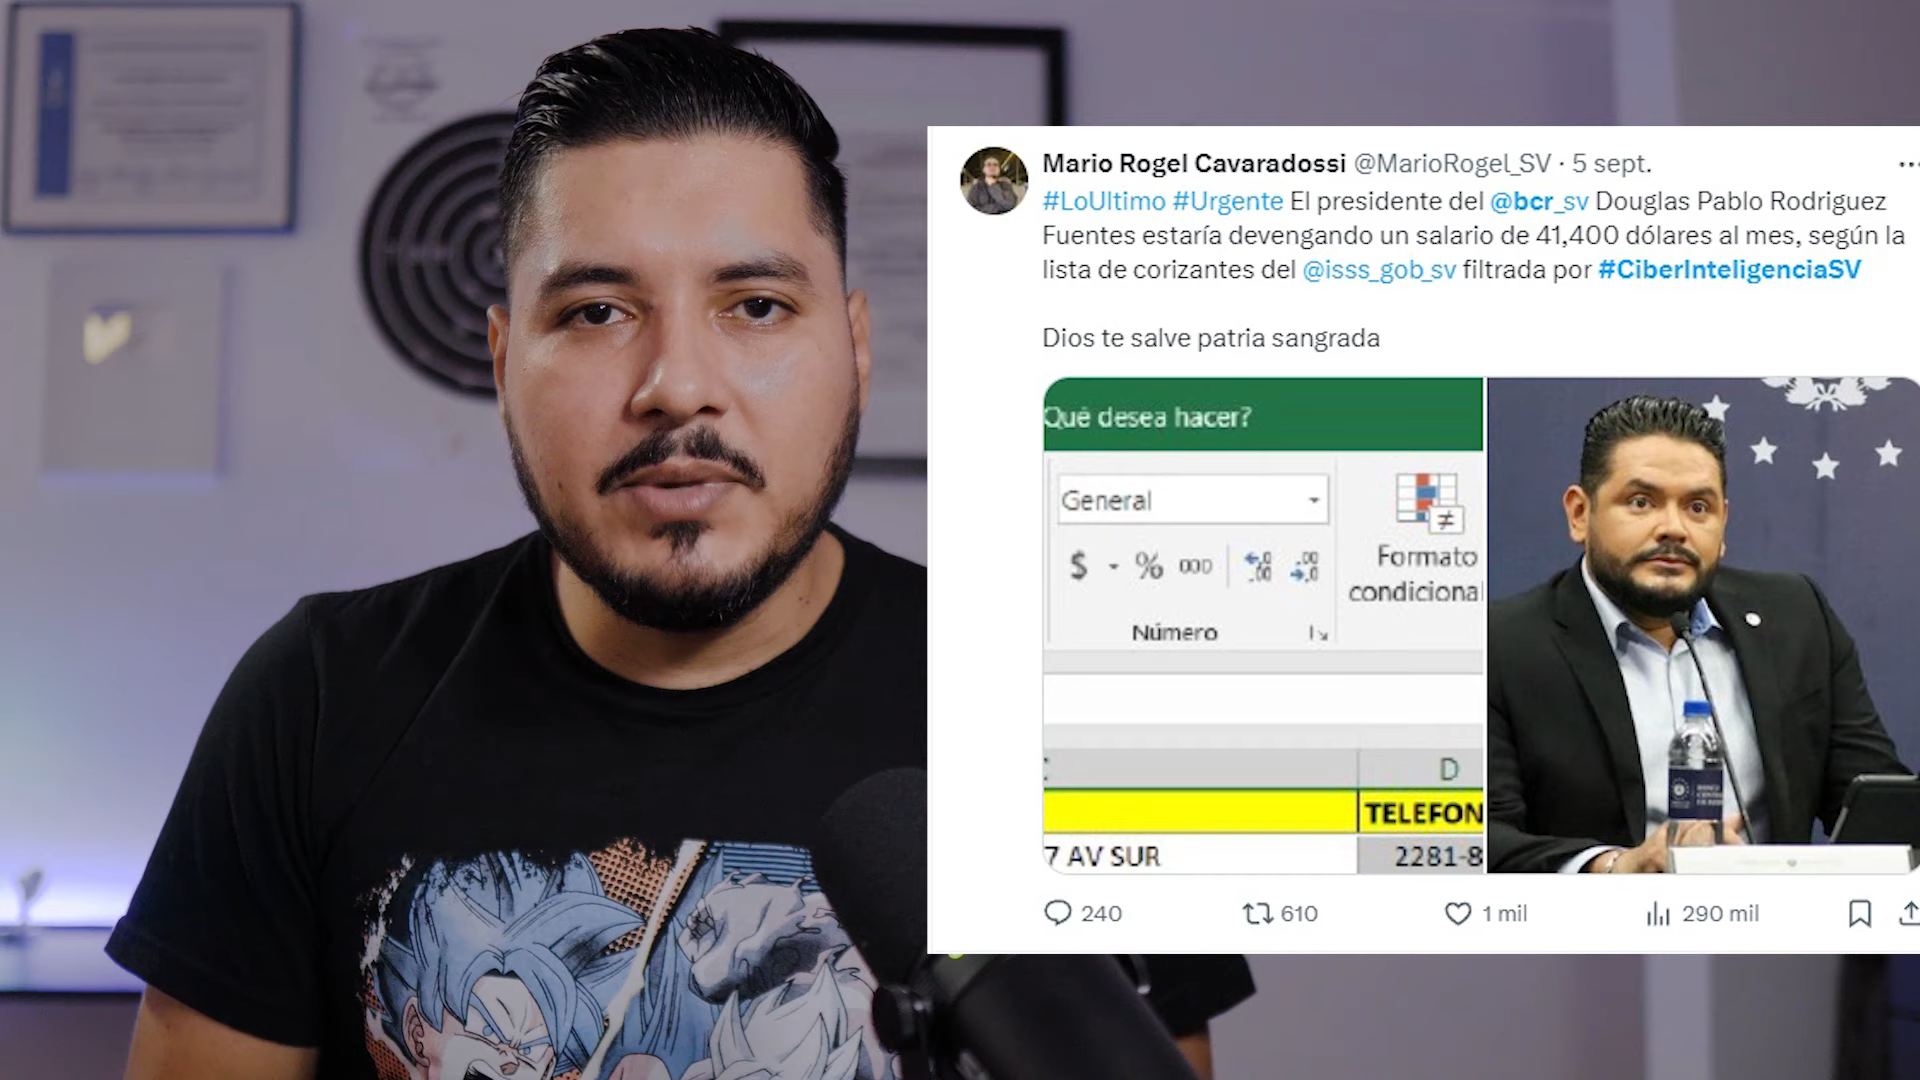 Mario Rogel Cavaradossi @MarioRogel_SV · 5 sept.
#LoUltimo #Urgente El presidente del @bcr_sv Douglas Pablo Rodriguez
Fuentes estaría devengando un salario de 41,400 dólares al mes, según la
lista de corizantes del @isss_gob_sv filtrada por #CiberInteligenciaSV
Dios te salve patria sangrada
Qué desea hacer?
General
$ % 000
Formato
condicional
Número
D
TELEFON
7 AV SUR
2281-8
240
610
1 mil
290 mil